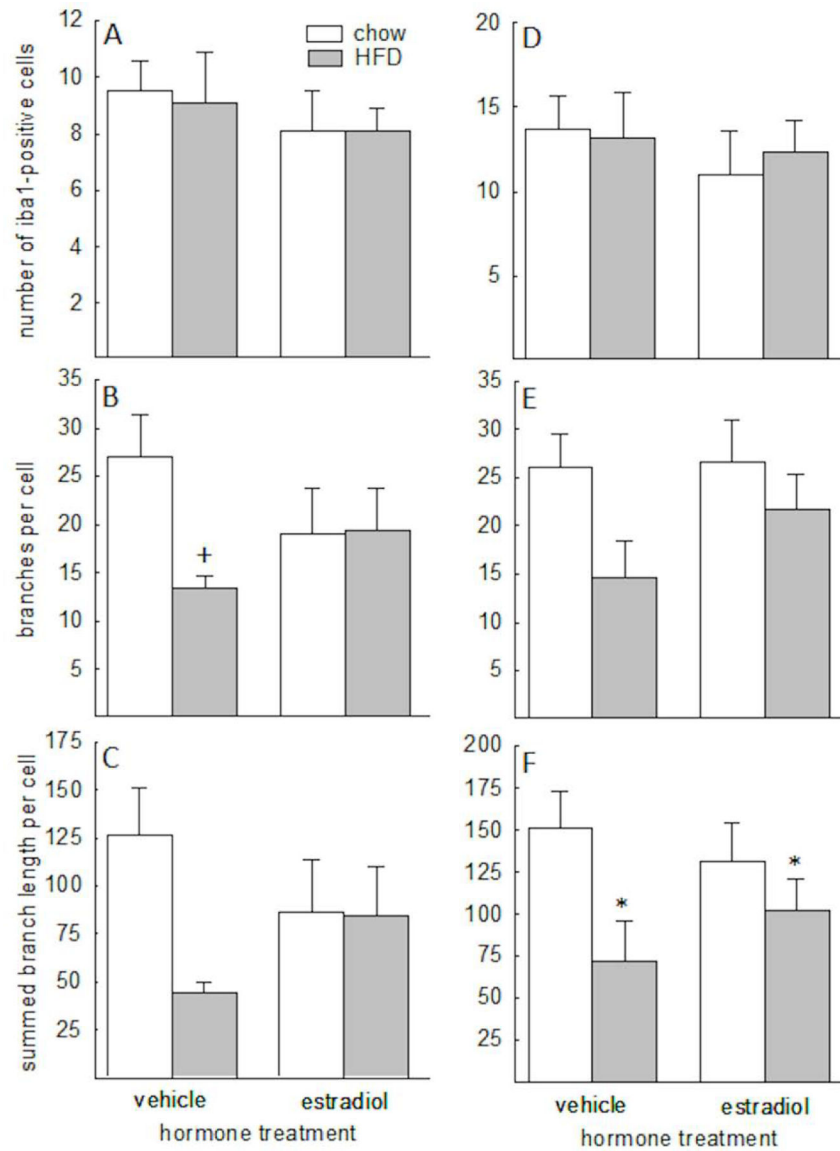 A
chow
HFD
number of iba1-positive cells
12
10
8
6
4
2
D
20
15
10
5
B
branches per cell
35
30
25
20
15
10
5
+
E
35
30
25
20
15
10
5
C
summed branch length per cell
175
150
125
100
75
50
25
vehicle
estradiol
hormone treatment
F
200
175
150
125
100
75
50
25
*
*
vehicle
estradiol
hormone treatment